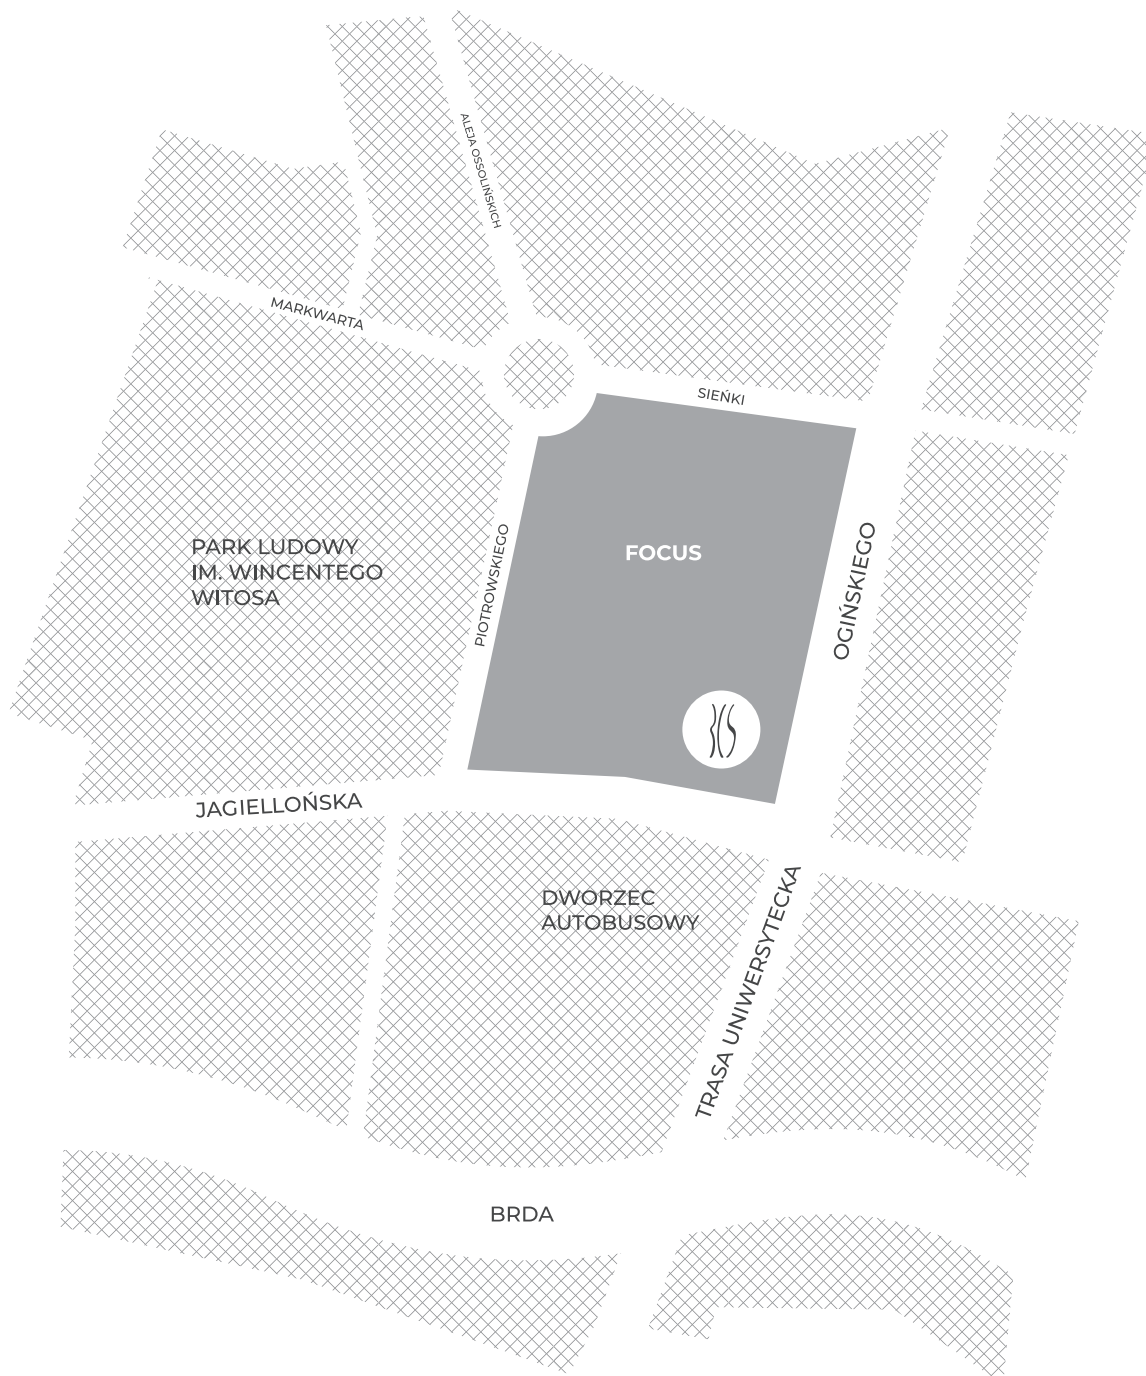 ALEJA OSSOLIŃSKICH
MARKWARTA
SIEŃKI
PARK LUDOWY
IM. WINCENTEGO
WITOSA
PIOTROWSKIEGO
FOCUS
OGIŃSKIEGO
JAGIELLOŃSKA
DWORZEC
AUTOBUSOWY
TRASA UNIWERSYTECKA
BRDA